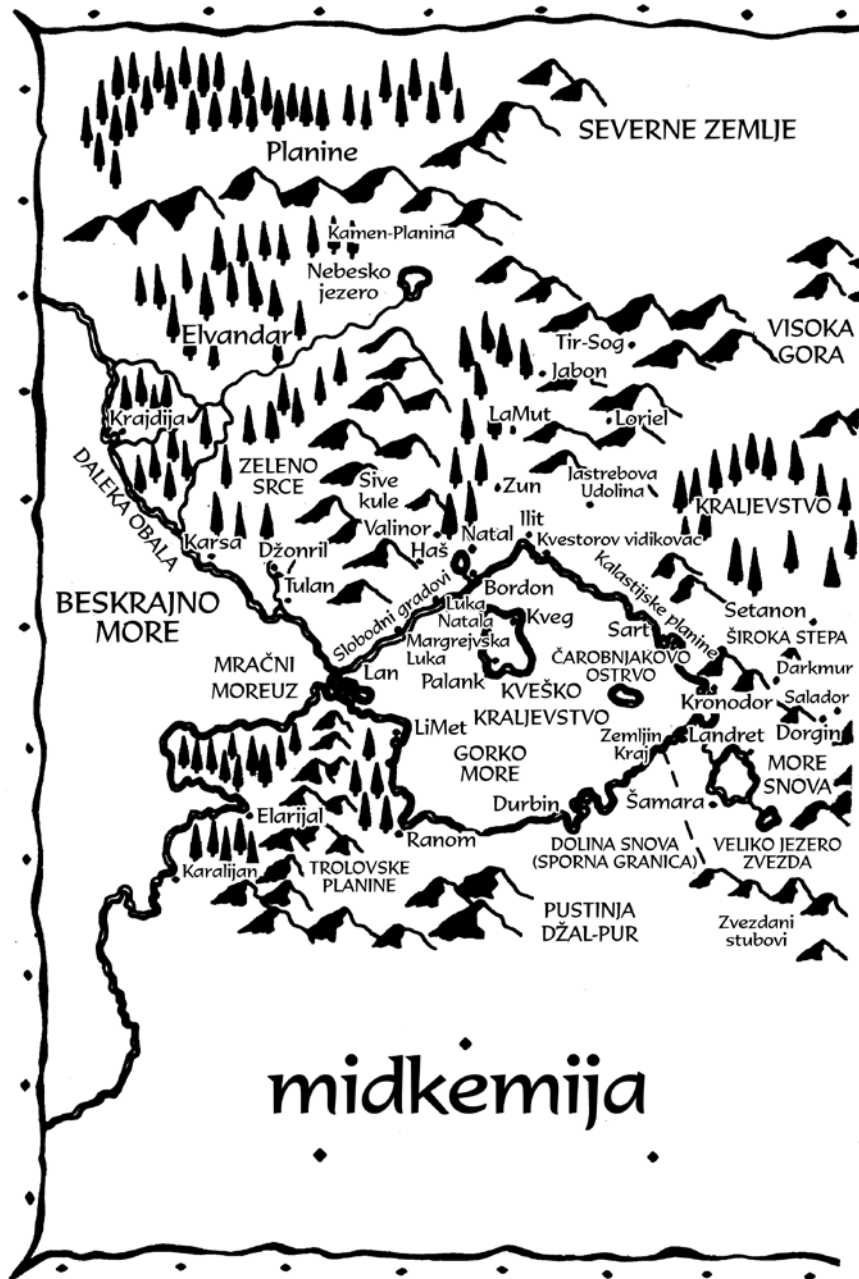 SEVERNE ZEMLJE
Planine
Kamen-Planina
Nebesko
jezero
Elvandar
VISOKA
GORA
Tir-Sog
Jabon
Krajdija
LaMut
Loriel
ZELENO
SRCE
Sive
kule
Zun
Jastrebova
Udolina
KRALJEVSTVO
DALEKA OBALA
Karsa
Valinor
Haš
Natal
Ilit
Kvestorov vidikovac
Džonril
Tulan
Bordon
BESKRAJNO
MORE
Slobodni gradovi
Luka
Natala
Kveg
Kalastijske planine
Setanon
Sart
ŠIROKA STEPA
Margrejvska
Luka
MRAČNI
MOREUZ
Lan
Palank
ČAROBNJAKOVO
OSTRVO
Darkmur
KVEŠKO
KRALJEVSTVO
Kronodor
Salador
LiMet
Zemljin
Kraj
Landret
Dorgin
GORKO
MORE
MORE
SNOVA
Durbin
Šamara
Elarijal
Ranom
DOLINA SNOVA
(SPORNA GRANICA)
VELIKO JEZERO
ZVEZDA
Karalijan
TROLOVSKE
PLANINE
PUSTINJA
DŽAL-PUR
Zvezdani
stubovi
midkemija